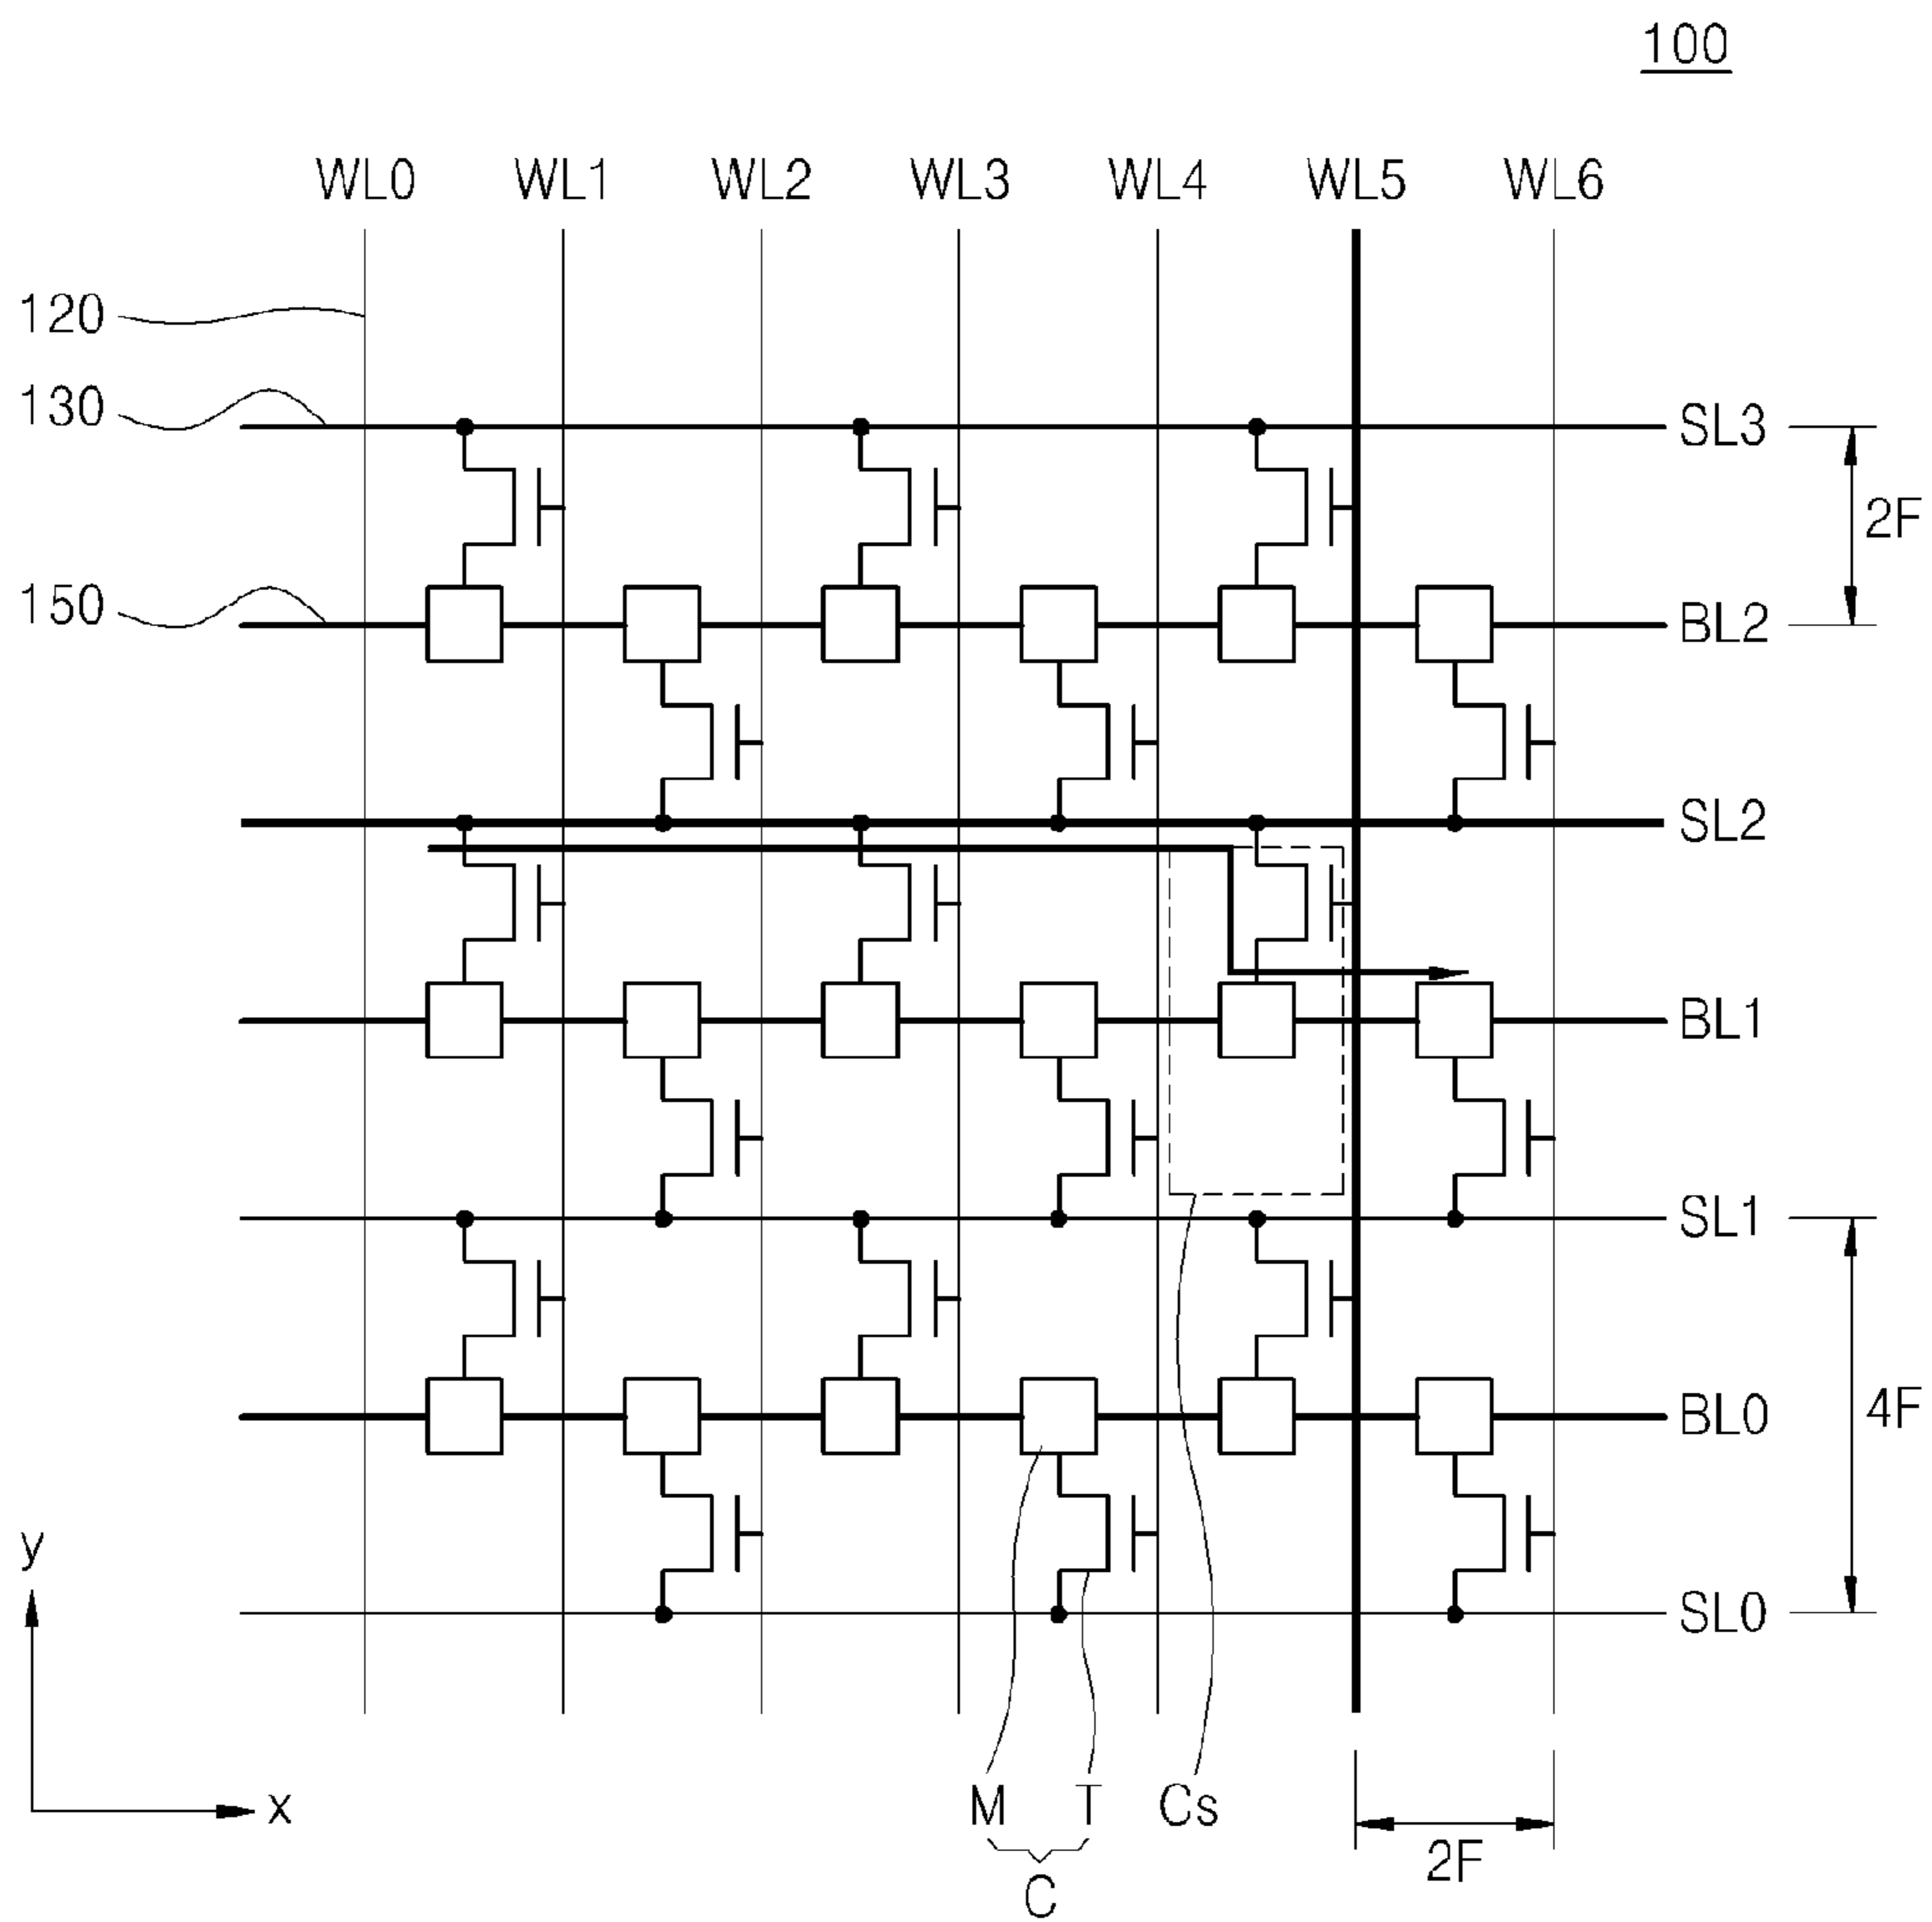 100
WL0 WL1 WL2 WL3 WL4 WL5 WL6
120
130
SL3
2F
150
BL2
SL2
BL1
SL1
4F
BL0
SL0
y
x
M T Cs
2F
C